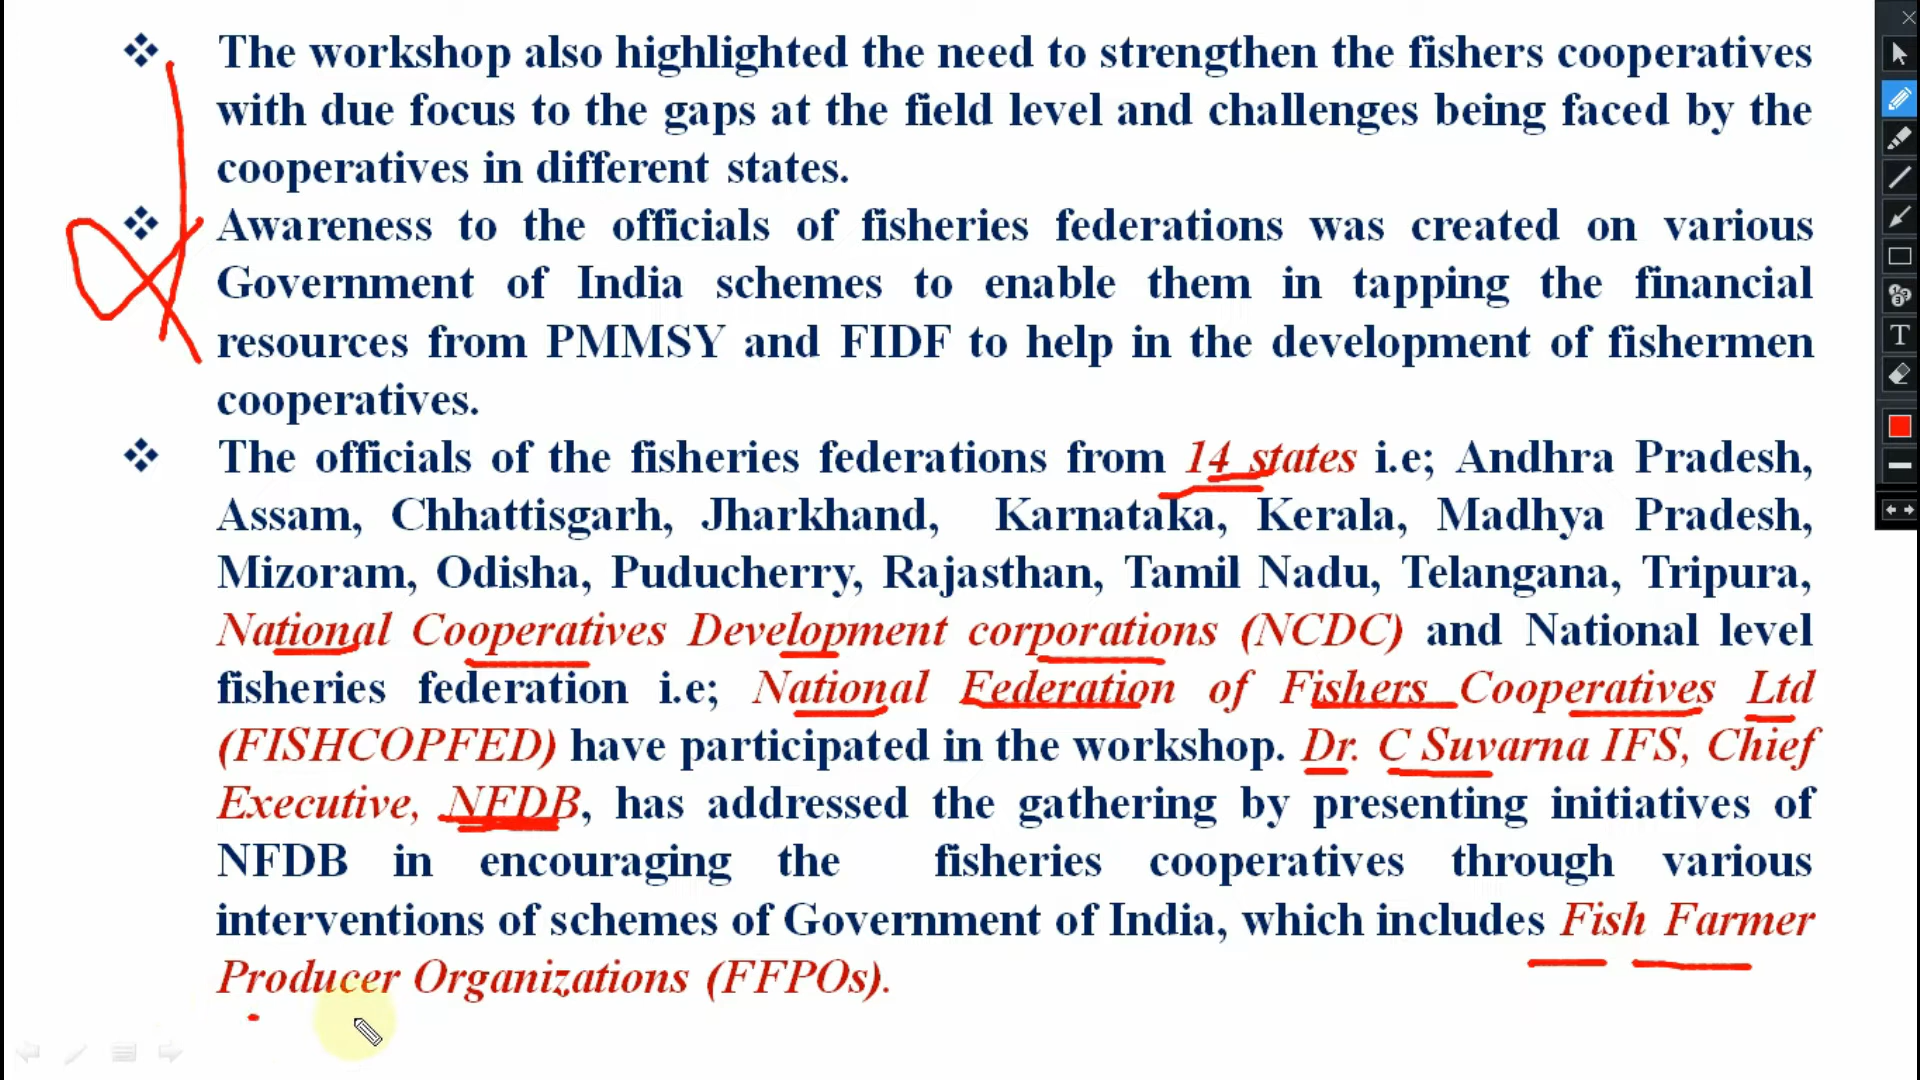 ❖ The workshop also highlighted the need to strengthen the fishers cooperatives
with due focus to the gaps at the field level and challenges being faced by the
cooperatives in different states.
❖ Awareness to the officials of fisheries federations was created on various
Government of India schemes to enable them in tapping the financial
resources from PMMSY and FIDF to help in the development of fishermen
cooperatives.
❖ The officials of the fisheries federations from 14 states i.e; Andhra Pradesh,
Assam, Chhattisgarh, Jharkhand, Karnataka, Kerala, Madhya Pradesh,
Mizoram, Odisha, Puducherry, Rajasthan, Tamil Nadu, Telangana, Tripura,
National Cooperatives Development corporations (NCDC) and National level
fisheries federation i.e; National Federation of Fishers Cooperatives Ltd
(FISHCOPFED) have participated in the workshop. Dr. C Suvarna IFS, Chief
Executive, NFDB, has addressed the gathering by presenting initiatives of
NFDB in encouraging the fisheries cooperatives through various
interventions of schemes of Government of India, which includes Fish Farmer
Producer Organizations (FFPOs).